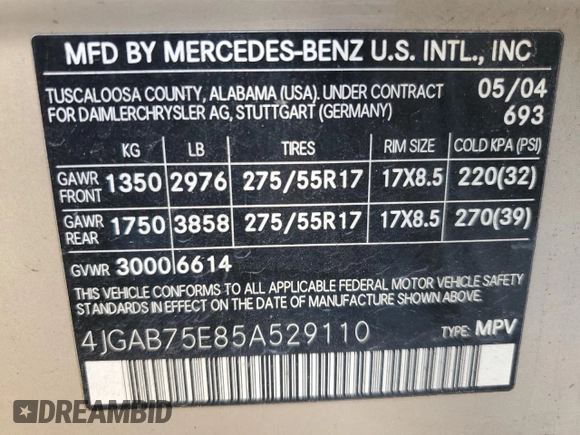 MFD BY MERCEDES-BENZ U.S. INTL., INC
TUSCALOOSA COUNTY, ALABAMA (USA). UNDER CONTRACT 05/04
FOR DAIMLERCHRYSLER AG, STUTTGART (GERMANY) 693
KG LB TIRES RIM SIZE COLD KPA (PSI)
GAWR FRONT 1350 2976 275/55R17 17X8.5 220(32)
GAWR REAR 1750 3858 275/55R17 17X8.5 270(39)
GVWR 3000 6614
THIS VEHICLE CONFORMS TO ALL APPLICABLE FEDERAL MOTOR VEHICLE SAFETY
STANDARDS IN EFFECT ON THE DATE OF MANUFACTURE SHOWN ABOVE.
4JGAB75E85A529110 TYPE: MPV
DREAMBID